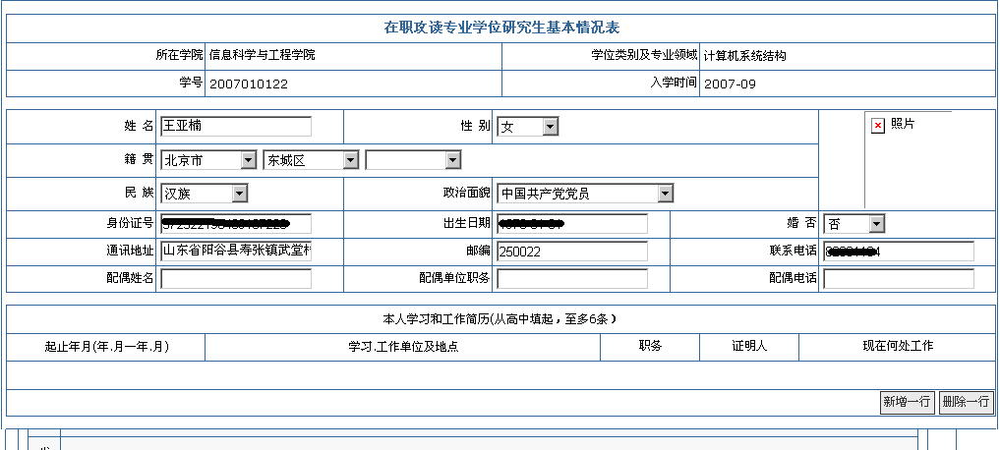 在职攻读专业学位研究生基本情况表
所在学院 信息科学与工程学院 学位类别及专业领域 计算机系统结构
学号 2007010122 入学时间 2007-09
姓 名 王亚楠 性 别 女 照片
籍 贯 北京市 东城区
民 族 汉族 政治面貌 中国共产党党员
身份证号 出生日期 婚 否 否
通讯地址 山东省阳谷县寿张镇武堂村 邮编 250022 联系电话
配偶姓名 配偶单位职务 配偶电话
本人学习和工作简历(从高中填起，至多6条）
起止年月(年.月—年.月) 学习.工作单位及地点 职务 证明人 现在何处工作
新增一行 删除一行